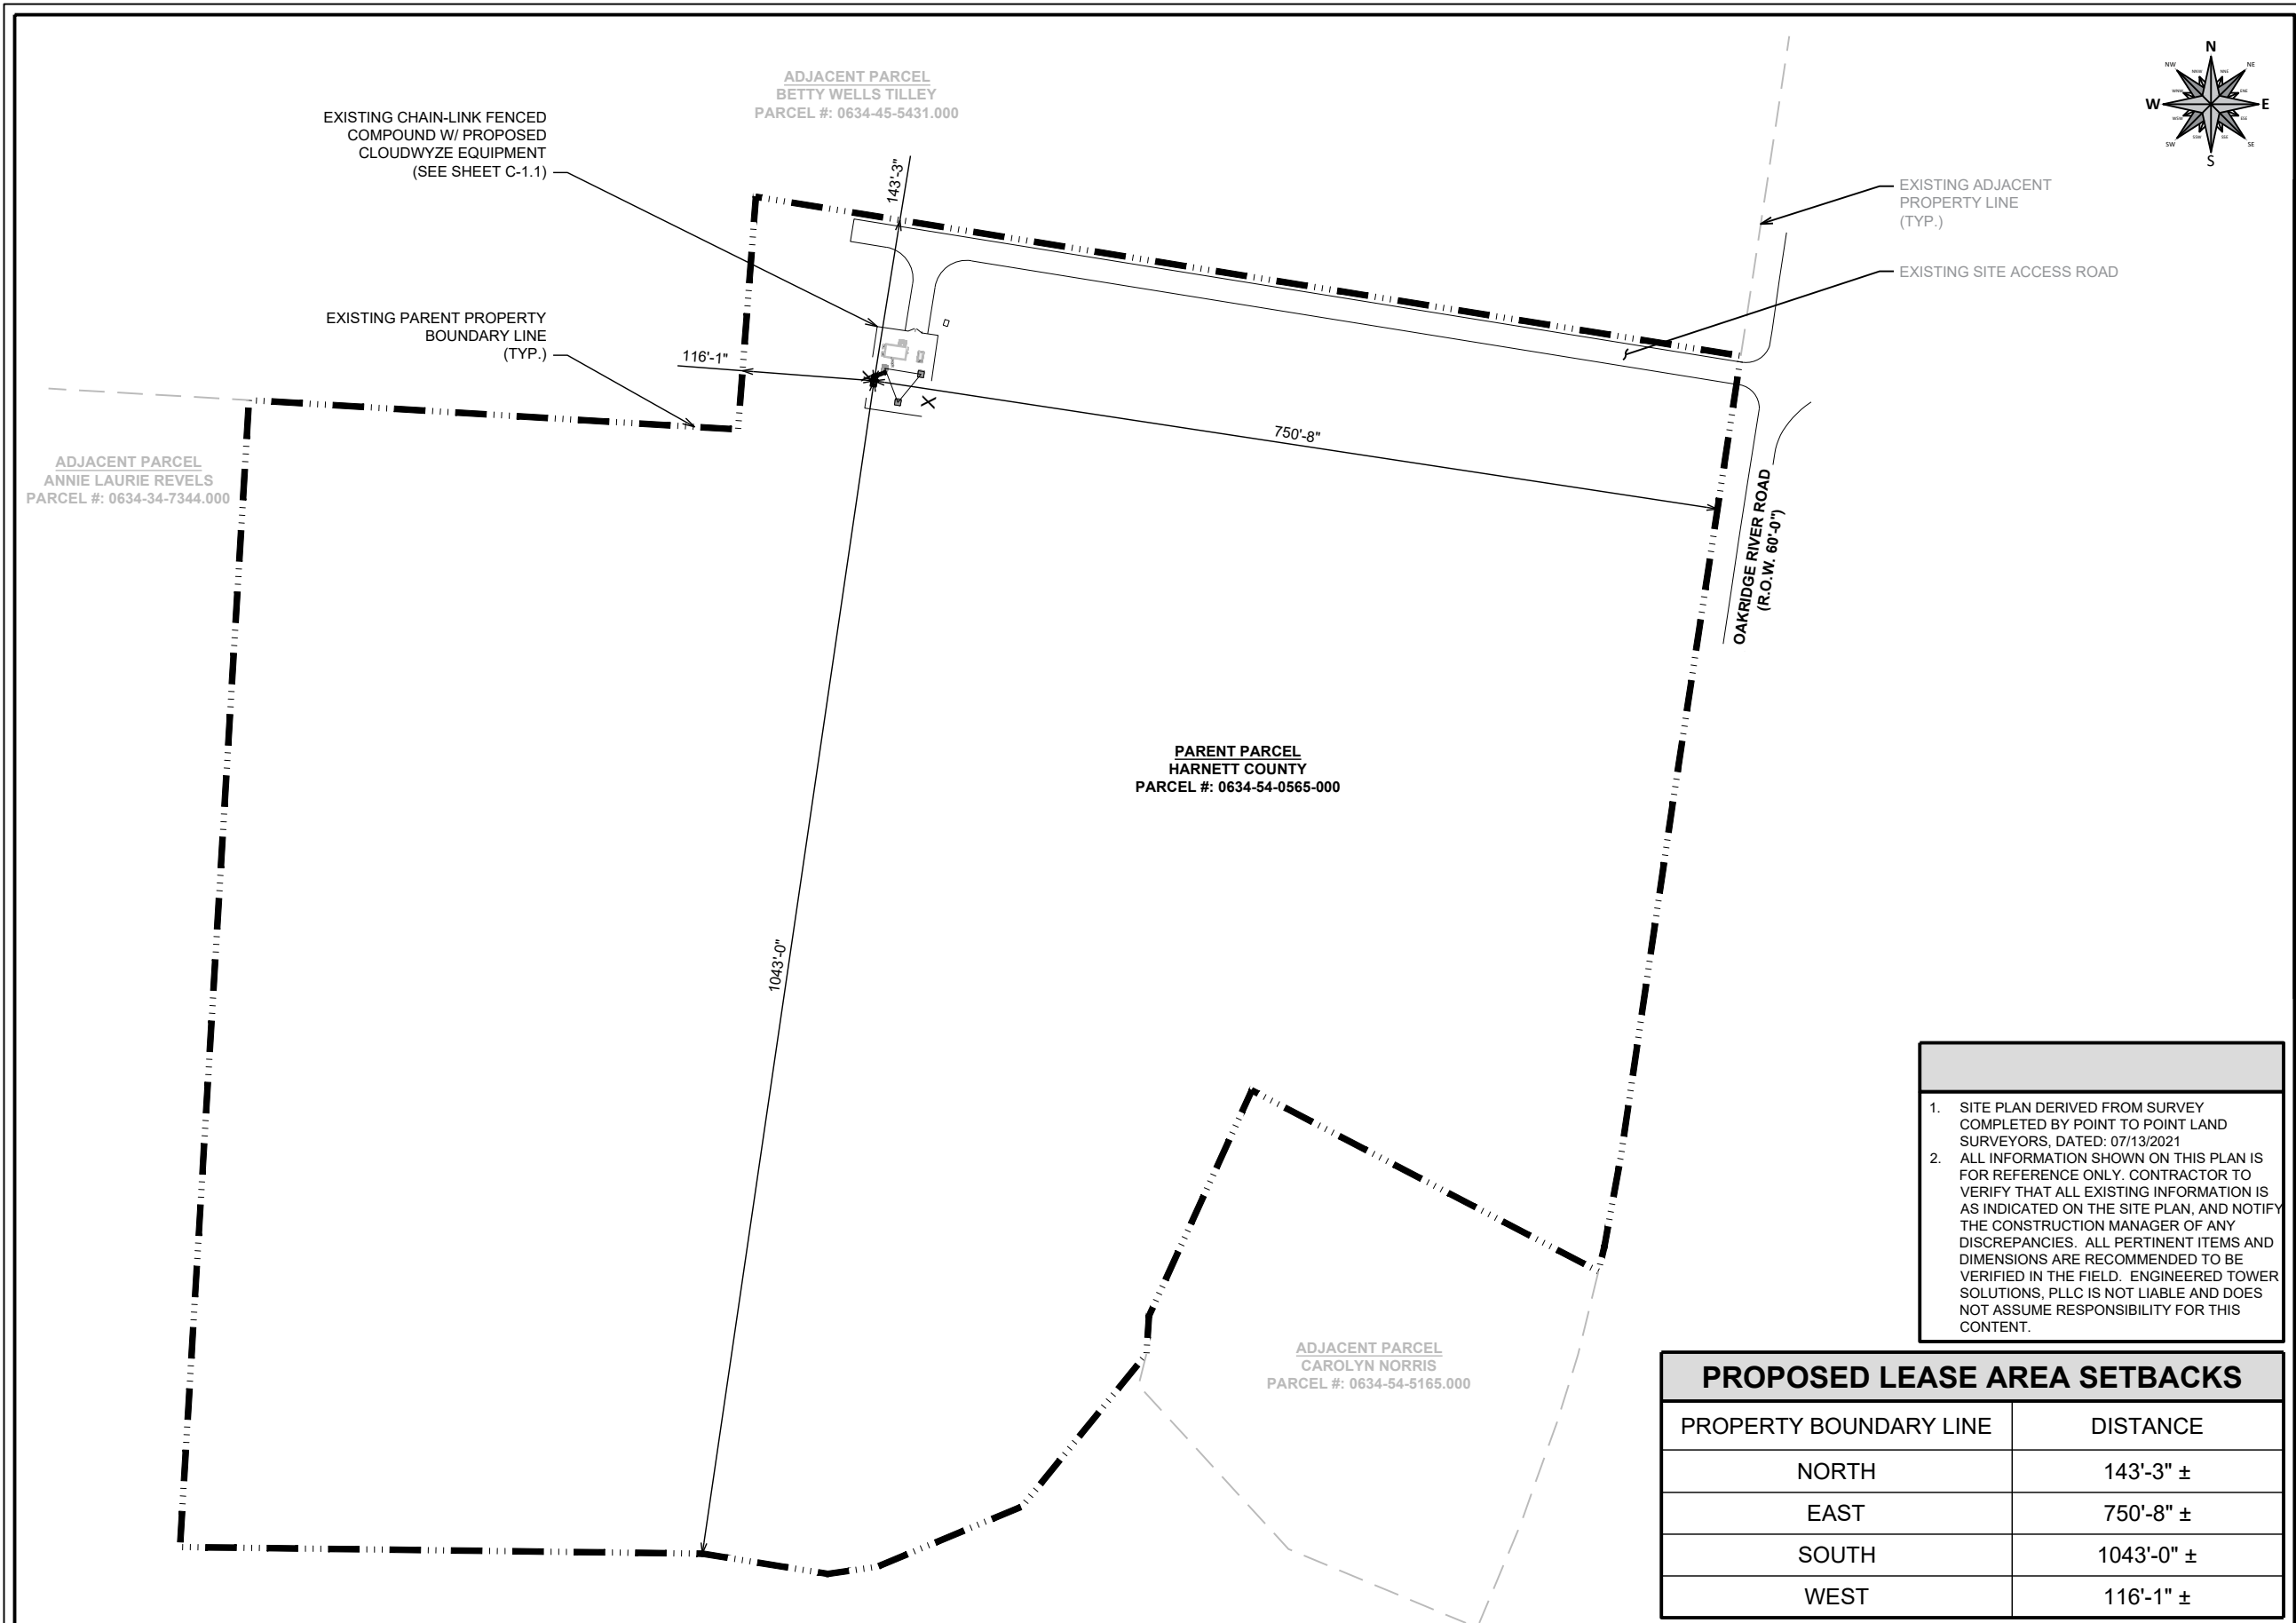 ADJACENT PARCEL
BETTY WELLS TILLEY
PARCEL #: 0634-45-5431.000
EXISTING CHAIN-LINK FENCED
COMPOUND W/ PROPOSED
CLOUDWYZE EQUIPMENT
(SEE SHEET C-1.1)
143'-3"
N
NW
NE
W
E
SW
SE
S
EXISTING ADJACENT
PROPERTY LINE
(TYP.)
EXISTING SITE ACCESS ROAD
EXISTING PARENT PROPERTY
BOUNDARY LINE
(TYP.)
116'-1"
X
X
750'-8"
ADJACENT PARCEL
ANNIE LAURIE REVELS
PARCEL #: 0634-34-7344.000
OAKRIDGE RIVER ROAD
(R.O.W. 60'-0")
PARENT PARCEL
HARNETT COUNTY
PARCEL #: 0634-54-0565-000
1043'-0"
1. SITE PLAN DERIVED FROM SURVEY
COMPLETED BY POINT TO POINT LAND
SURVEYORS, DATED: 07/13/2021
2. ALL INFORMATION SHOWN ON THIS PLAN IS
FOR REFERENCE ONLY. CONTRACTOR TO
VERIFY THAT ALL EXISTING INFORMATION IS
AS INDICATED ON THE SITE PLAN, AND NOTIFY
THE CONSTRUCTION MANAGER OF ANY
DISCREPANCIES. ALL PERTINENT ITEMS AND
DIMENSIONS ARE RECOMMENDED TO BE
VERIFIED IN THE FIELD. ENGINEERED TOWER
SOLUTIONS, PLLC IS NOT LIABLE AND DOES
NOT ASSUME RESPONSIBILITY FOR THIS
CONTENT.
ADJACENT PARCEL
CAROLYN NORRIS
PARCEL #: 0634-54-5165.000
PROPOSED LEASE AREA SETBACKS
PROPERTY BOUNDARY LINE DISTANCE
NORTH 143'-3" ±
EAST 750'-8" ±
SOUTH 1043'-0" ±
WEST 116'-1" ±